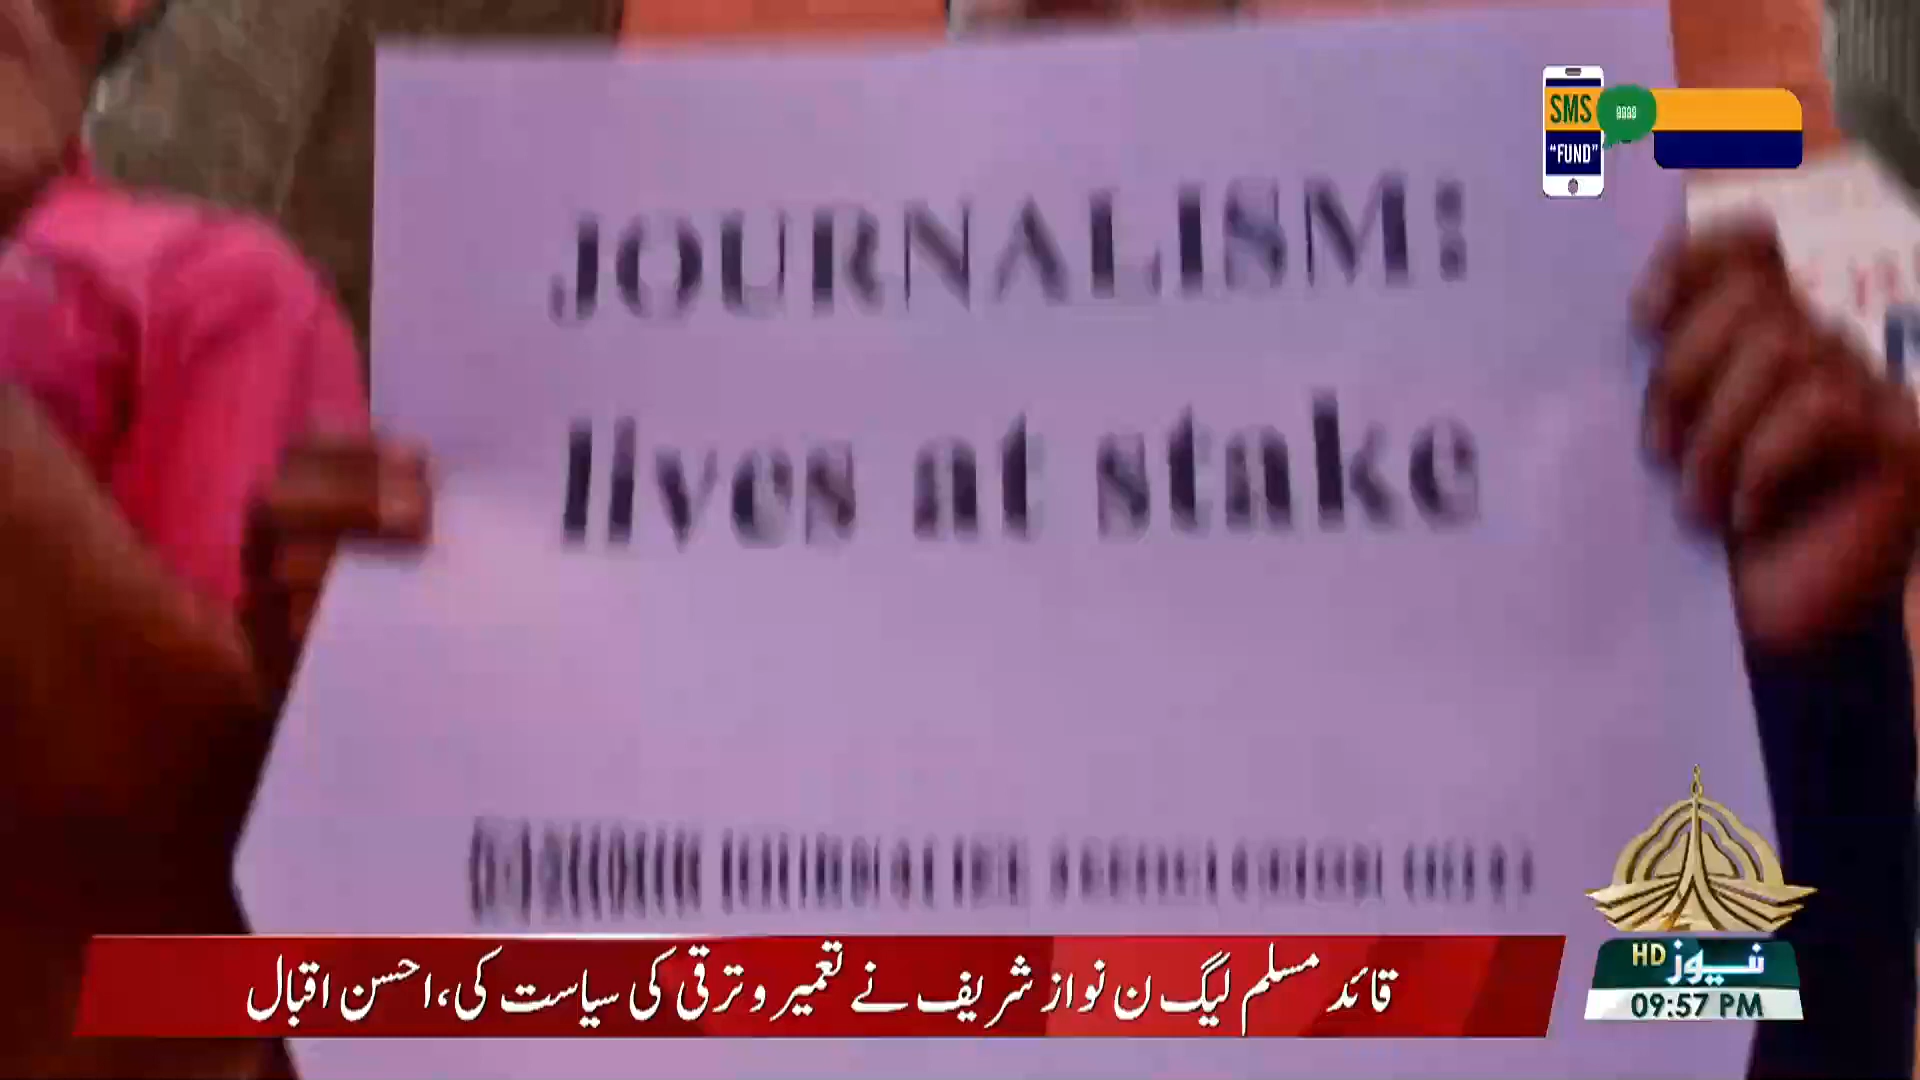 SMS
9999
"FUND"
JOURNALISM:
lives at stake
قائد مسلم لیگ ن نواز شریف نے تعمیر و ترقی کی سیاست کی، احسن اقبال
نیوز HD
09:57 PM